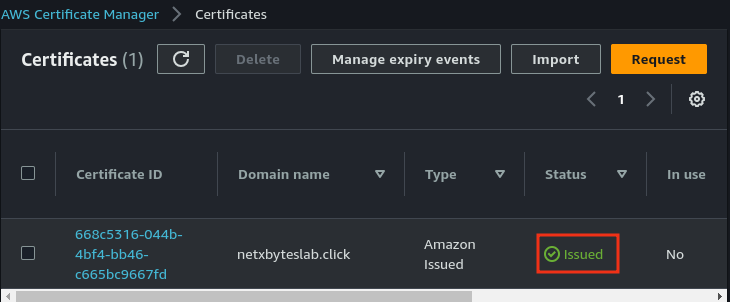 AWS Certificate Manager > Certificates
Certificates (1) Delete Manage expiry events Import Request
1
Certificate ID Domain name Type Status In use
668c5316-044b-
4bf4-bb46-
c665bc9667fd
netxbyteslab.click
Amazon
Issued
Issued
No